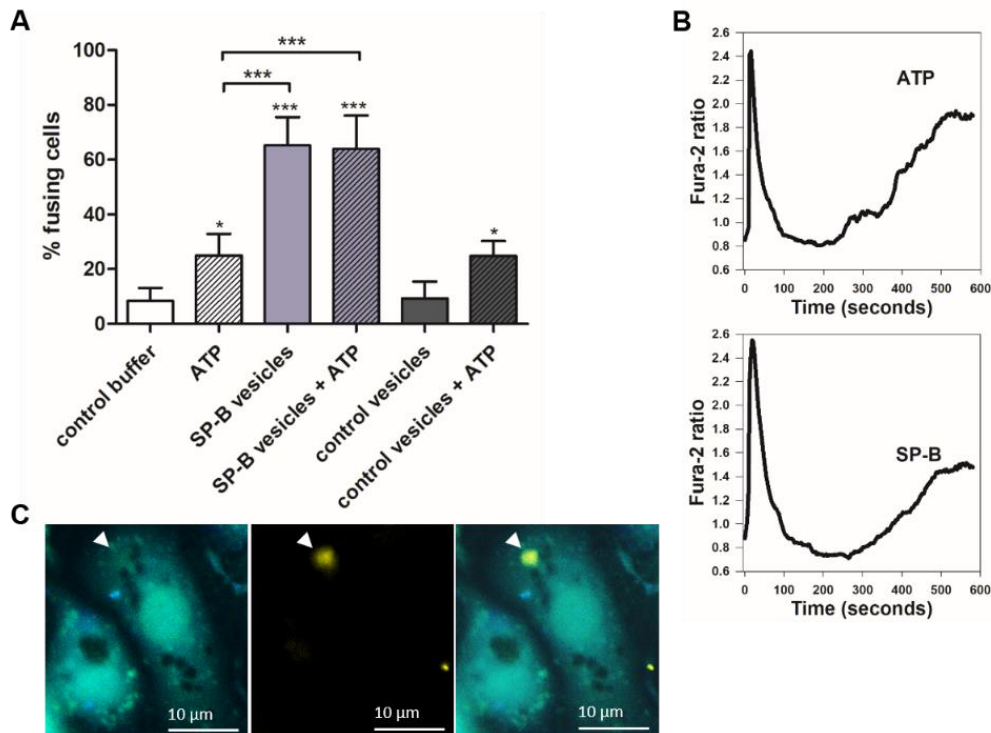 A
% fusing cells
100
80
60
40
20
0
***
***
*
***
***
*
control buffer
ATP
SP-B vesicles
SP-B vesicles + ATP
control vesicles
control vesicles + ATP
B
Fura-2 ratio
2.6
2.4
2.2
2.0
1.8
1.6
1.4
1.2
1.0
0.8
0.6
ATP
0 100 200 300 400 500 600
Time (seconds)
Fura-2 ratio
2.6
2.4
2.2
2.0
1.8
1.6
1.4
1.2
1.0
0.8
0.6
SP-B
0 100 200 300 400 500 600
Time (seconds)
C
10 µm
10 µm
10 µm